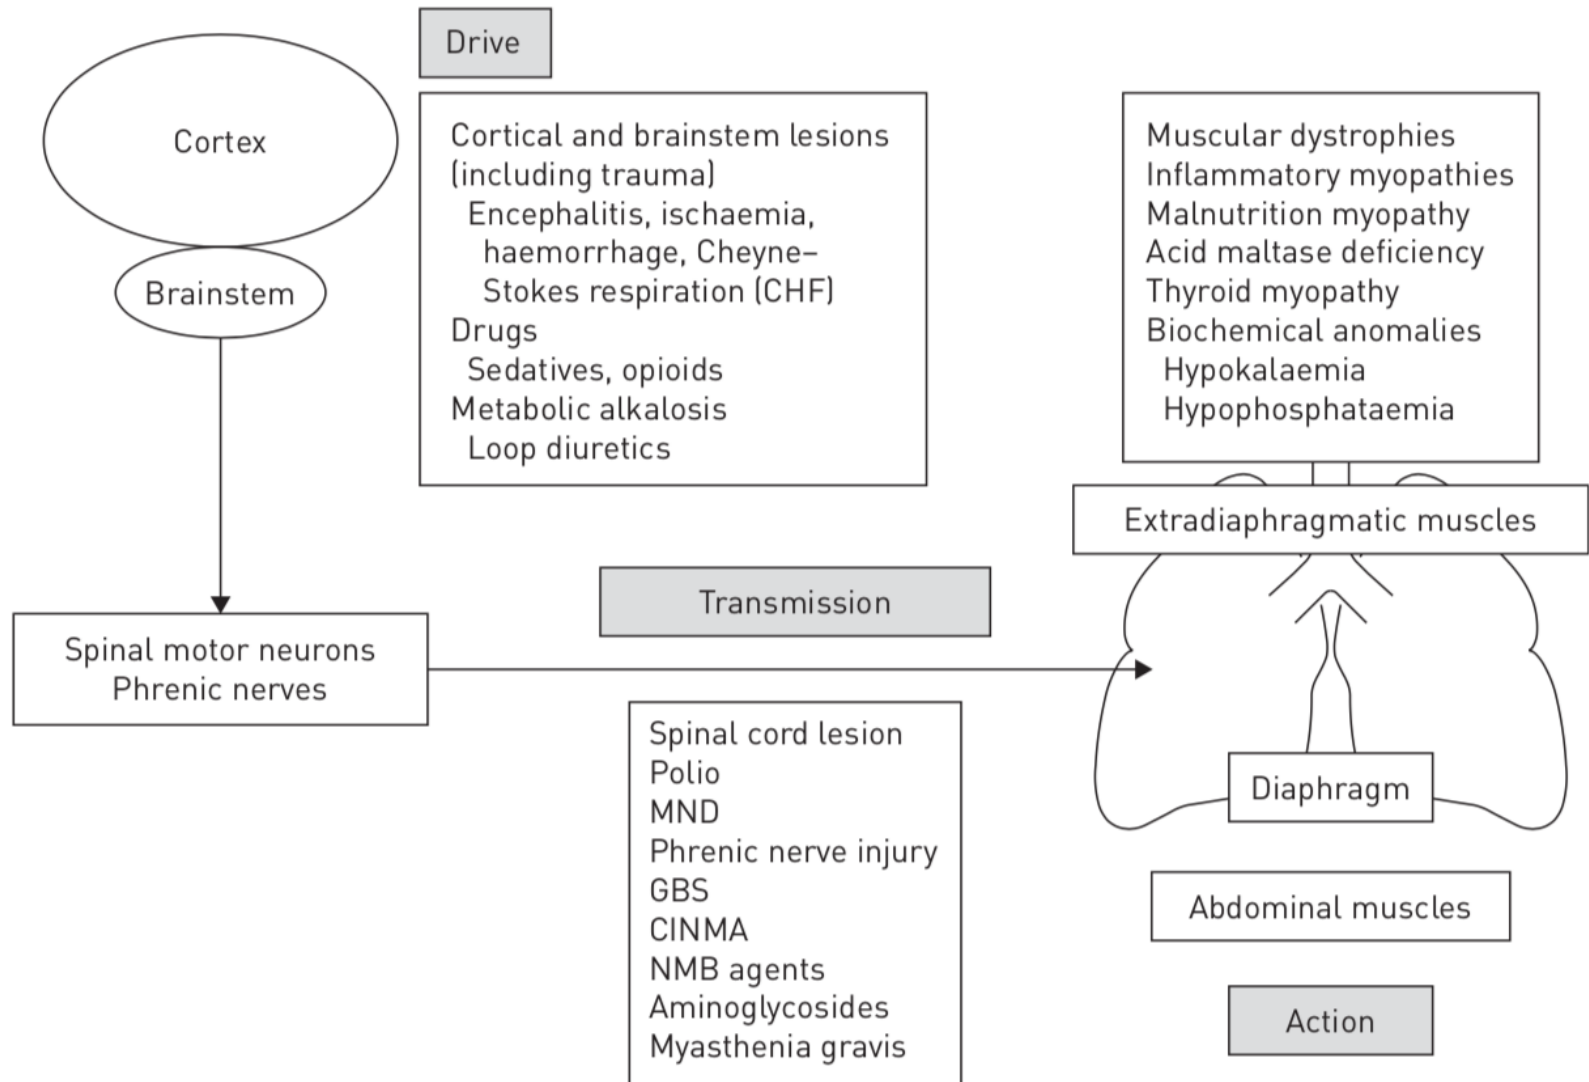 Drive
Cortex
Brainstem
Cortical and brainstem lesions
(including trauma)
Encephalitis, ischaemia,
haemorrhage, Cheyne–
Stokes respiration (CHF)
Drugs
Sedatives, opioids
Metabolic alkalosis
Loop diuretics
Muscular dystrophies
Inflammatory myopathies
Malnutrition myopathy
Acid maltase deficiency
Thyroid myopathy
Biochemical anomalies
Hypokalaemia
Hypophosphataemia
Extradiaphragmatic muscles
Transmission
Spinal motor neurons
Phrenic nerves
Spinal cord lesion
Polio
MND
Phrenic nerve injury
GBS
CINMA
NMB agents
Aminoglycosides
Myasthenia gravis
Diaphragm
Abdominal muscles
Action